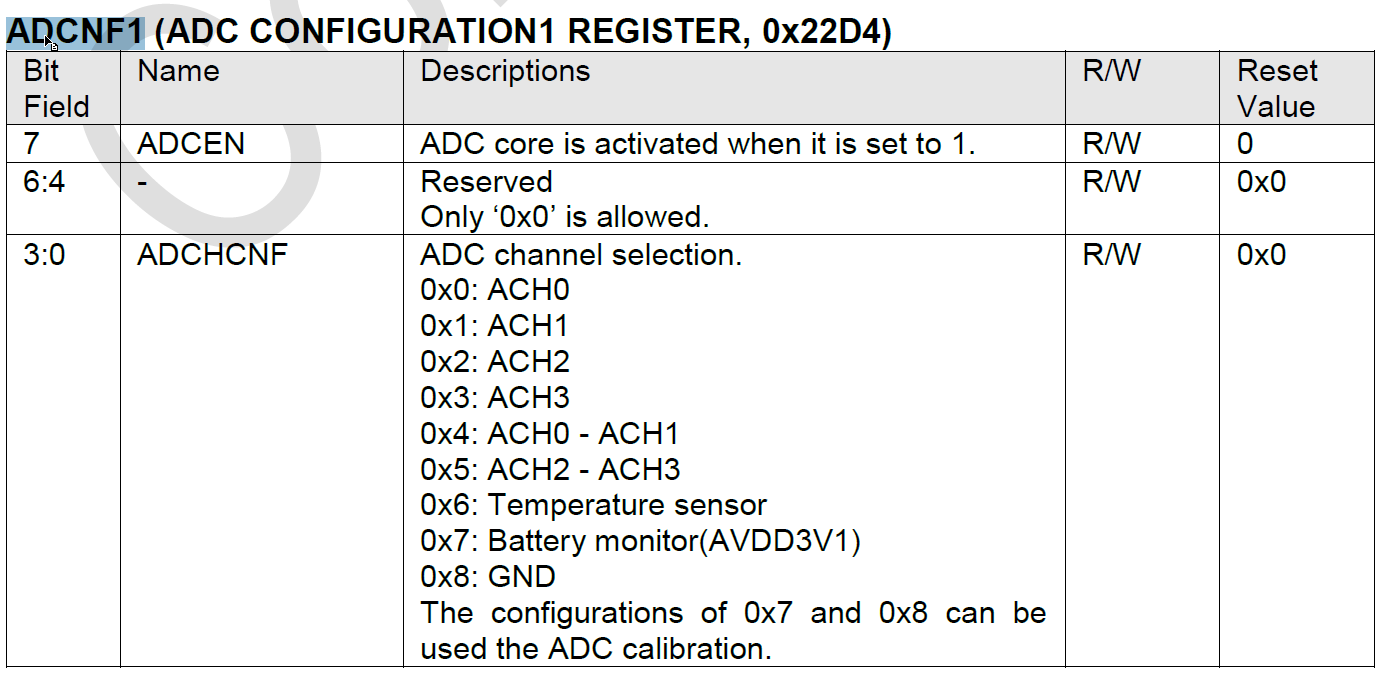 ADCNF1 (ADC CONFIGURATION1 REGISTER, 0x22D4)
Bit Field Name Descriptions R/W Reset Value
7 ADCEN ADC core is activated when it is set to 1. R/W 0
6:4 - Reserved R/W 0x0
Only ‘0x0’ is allowed.
3:0 ADCHCNF ADC channel selection. R/W 0x0
0x0: ACH0
0x1: ACH1
0x2: ACH2
0x3: ACH3
0x4: ACH0 - ACH1
0x5: ACH2 - ACH3
0x6: Temperature sensor
0x7: Battery monitor(AVDD3V1)
0x8: GND
The configurations of 0x7 and 0x8 can be
used the ADC calibration.